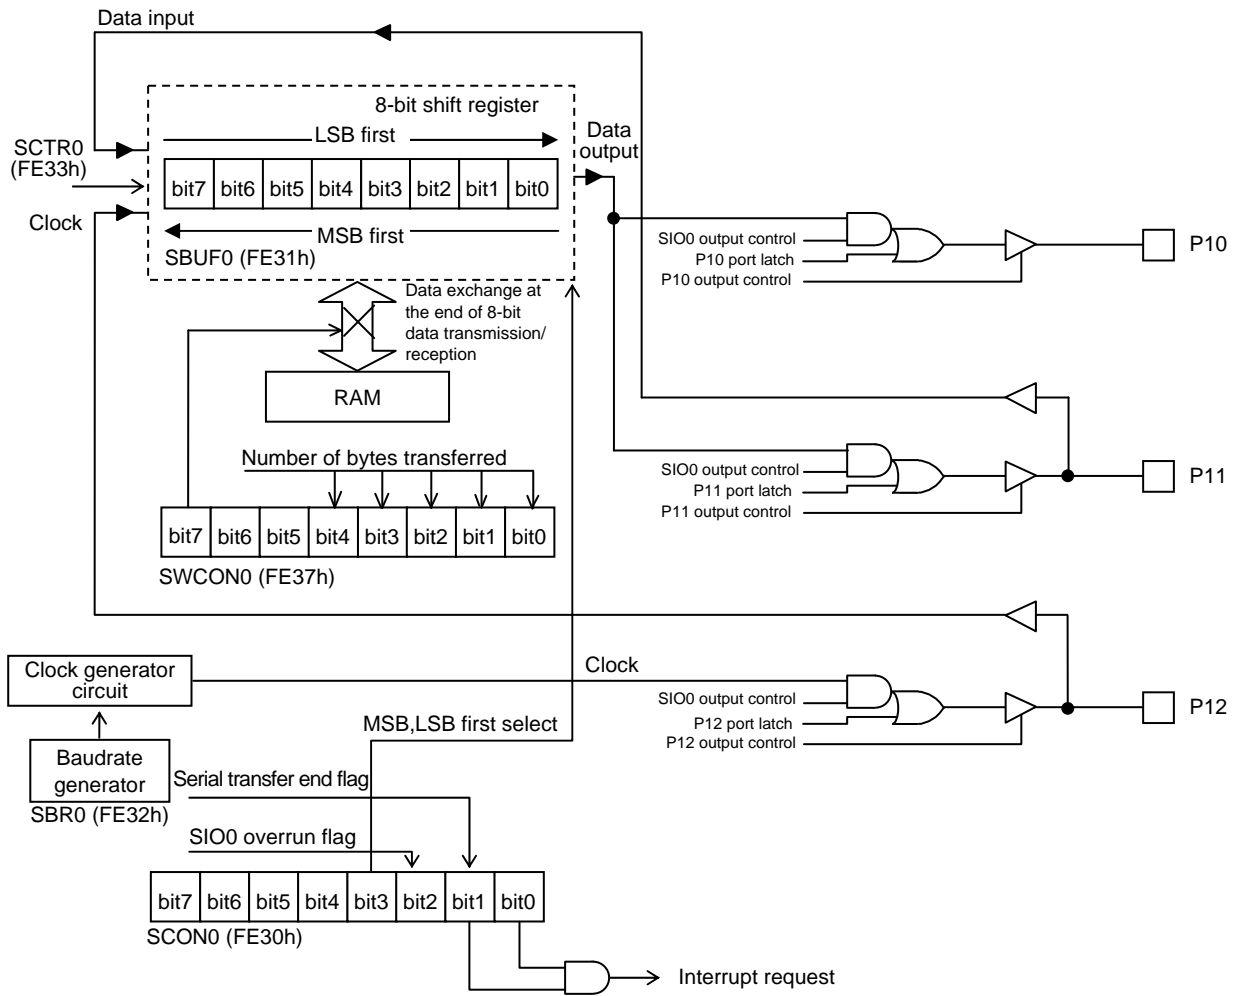 Data input
8-bit shift register
LSB first
Data
output
SCTR0
(FE33h)
bit7 bit6 bit5 bit4 bit3 bit2 bit1 bit0
Clock
MSB first
SBUF0 (FE31h)
SIO0 output control
P10 port latch
P10 output control
P10
Data exchange at
the end of 8-bit
data transmission/
reception
RAM
Number of bytes transferred
SIO0 output control
P11 port latch
P11 output control
P11
bit7 bit6 bit5 bit4 bit3 bit2 bit1 bit0
SWCON0 (FE37h)
Clock generator
circuit
Clock
SIO0 output control
P12 port latch
P12 output control
P12
MSB,LSB first select
Baudrate
generator
SBR0 (FE32h)
Serial transfer end flag
SIO0 overrun flag
bit7 bit6 bit5 bit4 bit3 bit2 bit1 bit0
SCON0 (FE30h)
Interrupt request